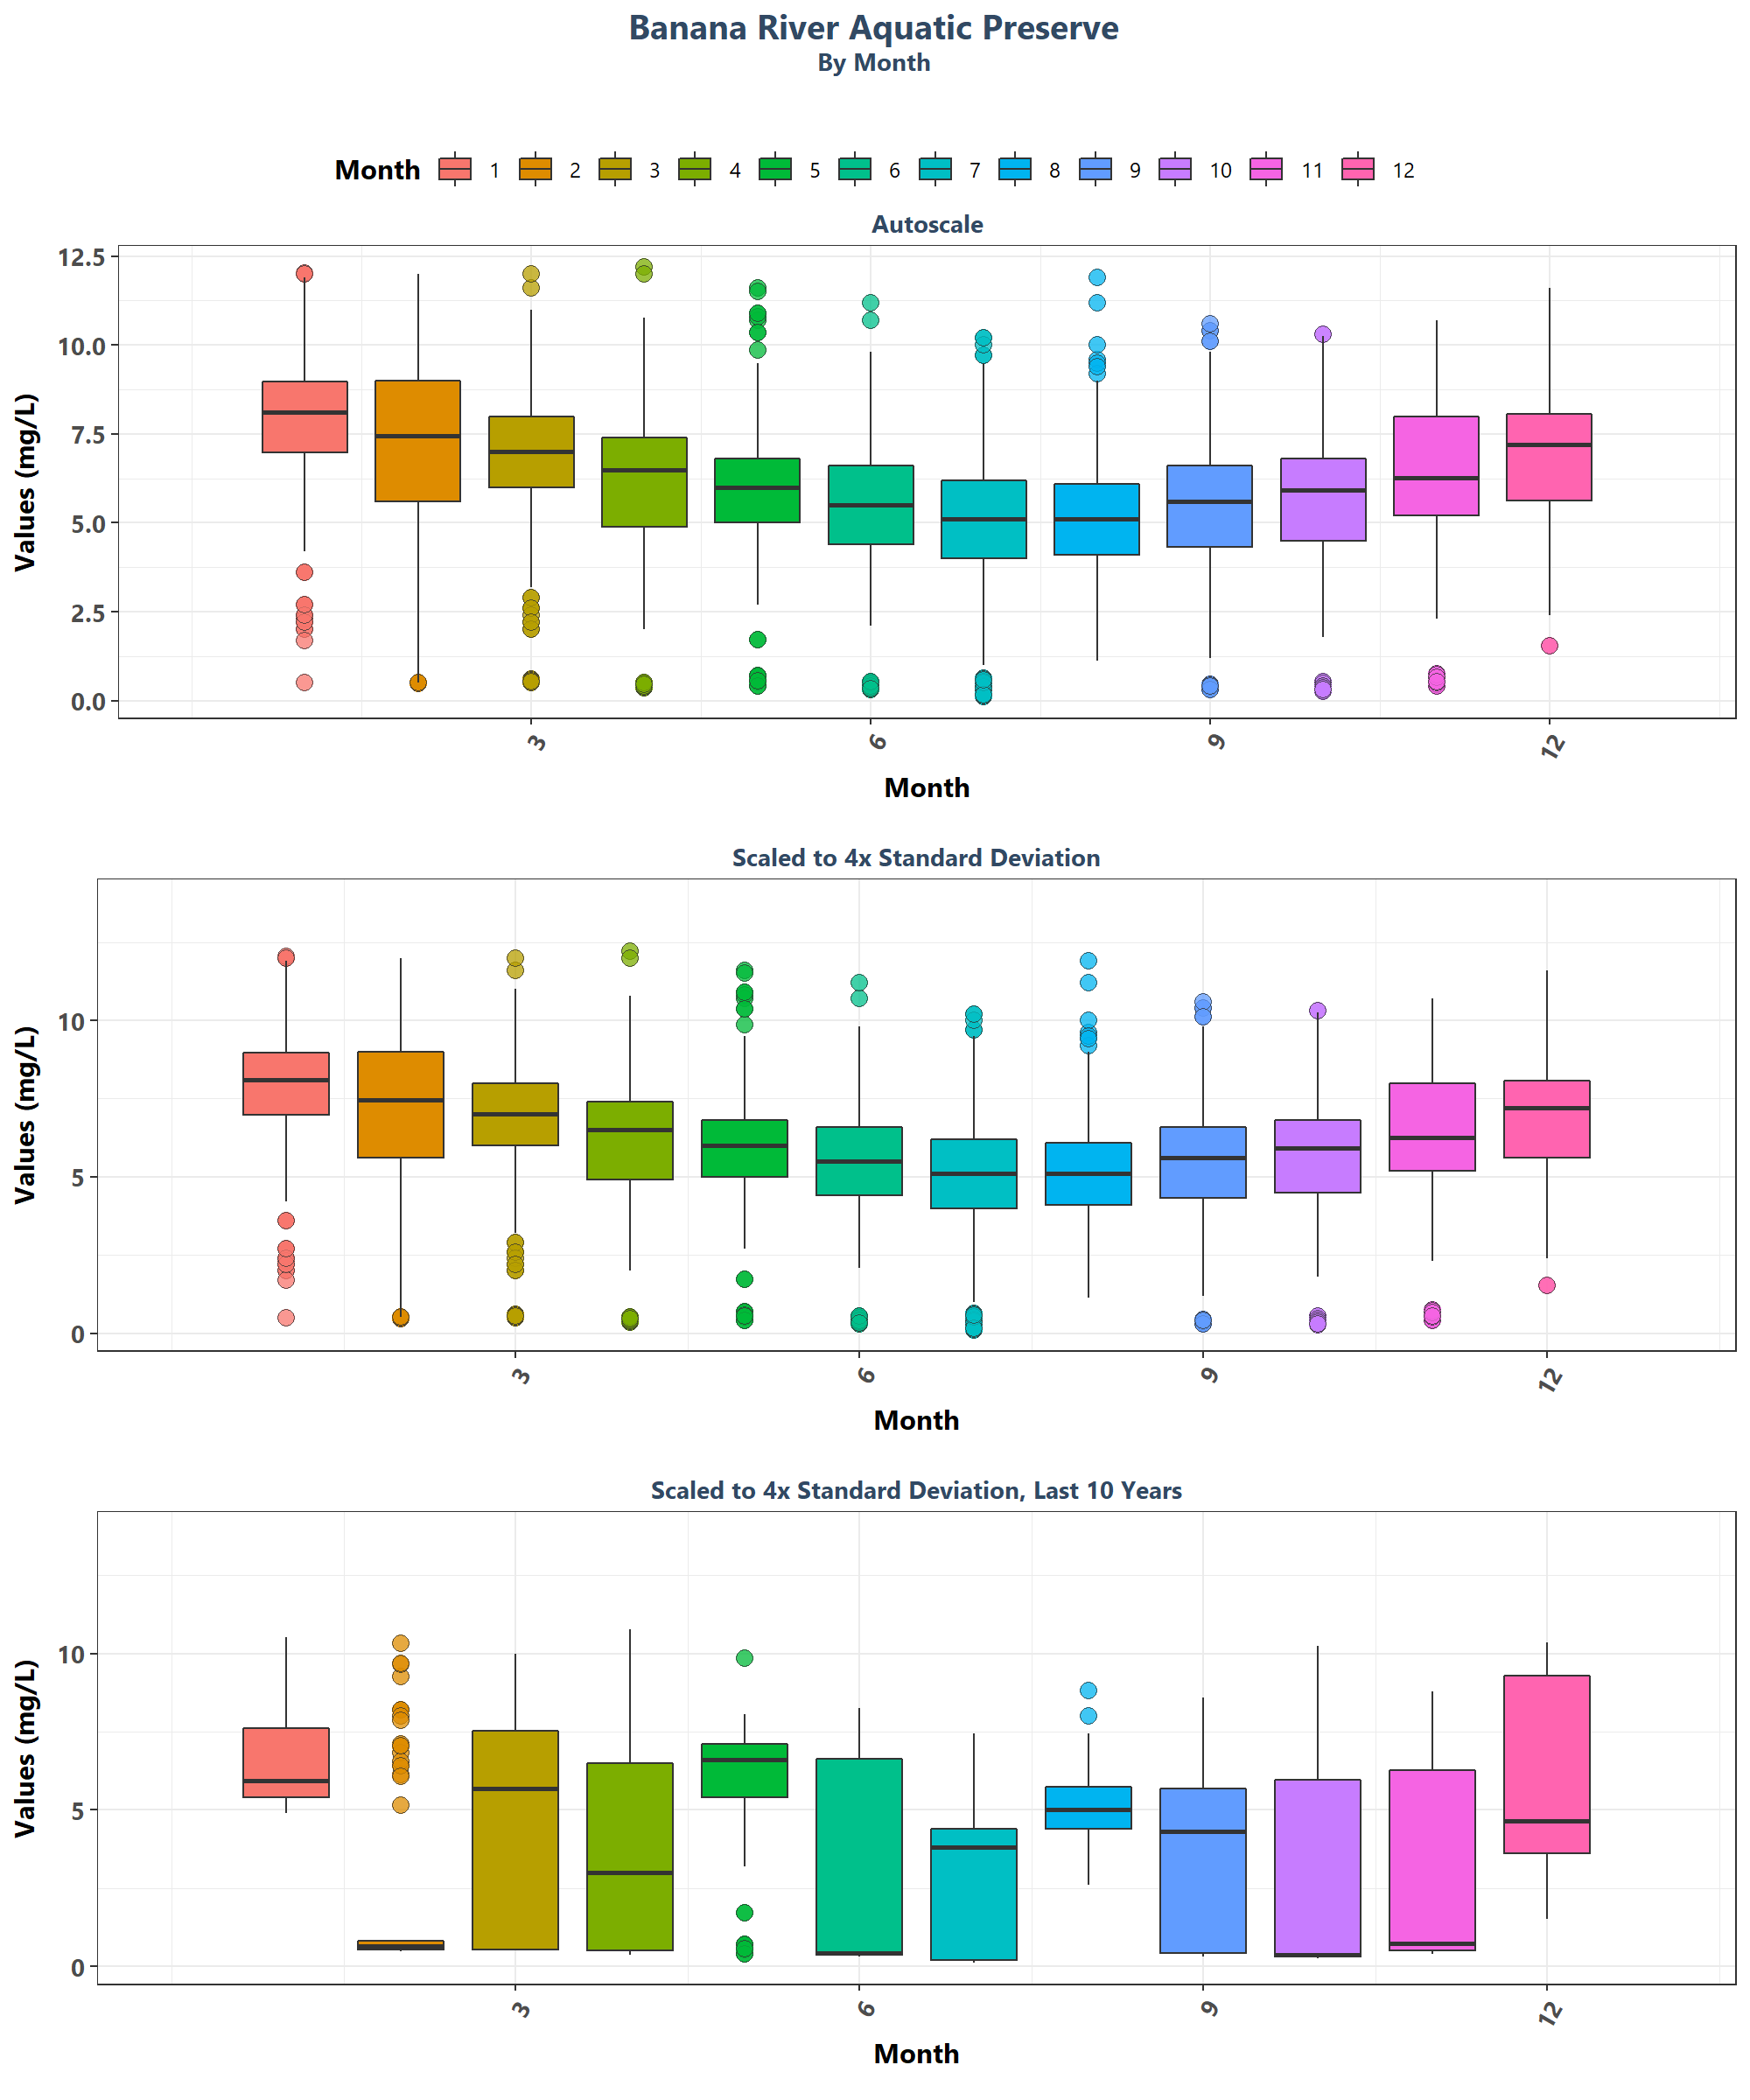 Banana River Aquatic Preserve
By Month
Month 1 2 3 4 5 6 7 8 9 10 11 12
Autoscale
Values (mg/L)
12.5
10.0
7.5
5.0
2.5
0.0
3 6 9 12
Month
Scaled to 4x Standard Deviation
Values (mg/L)
10
5
0
3 6 9 12
Month
Scaled to 4x Standard Deviation, Last 10 Years
Values (mg/L)
10
5
0
3 6 9 12
Month